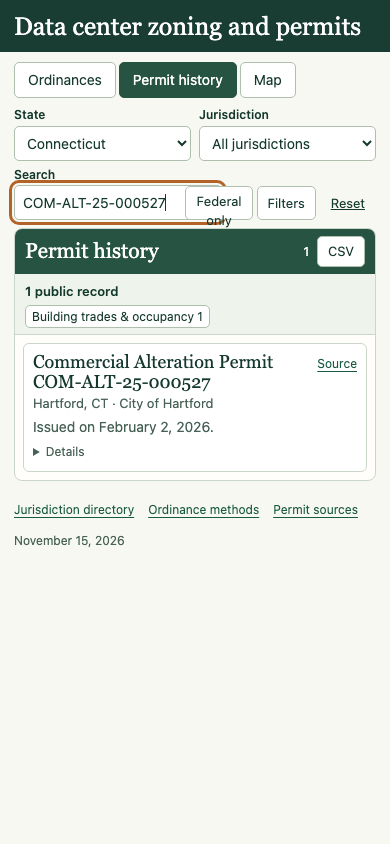 Data center zoning and permits
Ordinances Permit history Map
State Jurisdiction
Connecticut All jurisdictions
Search
COM-ALT-25-000527 Federal only Filters Reset
Permit history 1 CSV
1 public record
Building trades & occupancy 1
Commercial Alteration Permit Source
COM-ALT-25-000527
Hartford, CT · City of Hartford
Issued on February 2, 2026.
Details
Jurisdiction directory Ordinance methods Permit sources
November 15, 2026